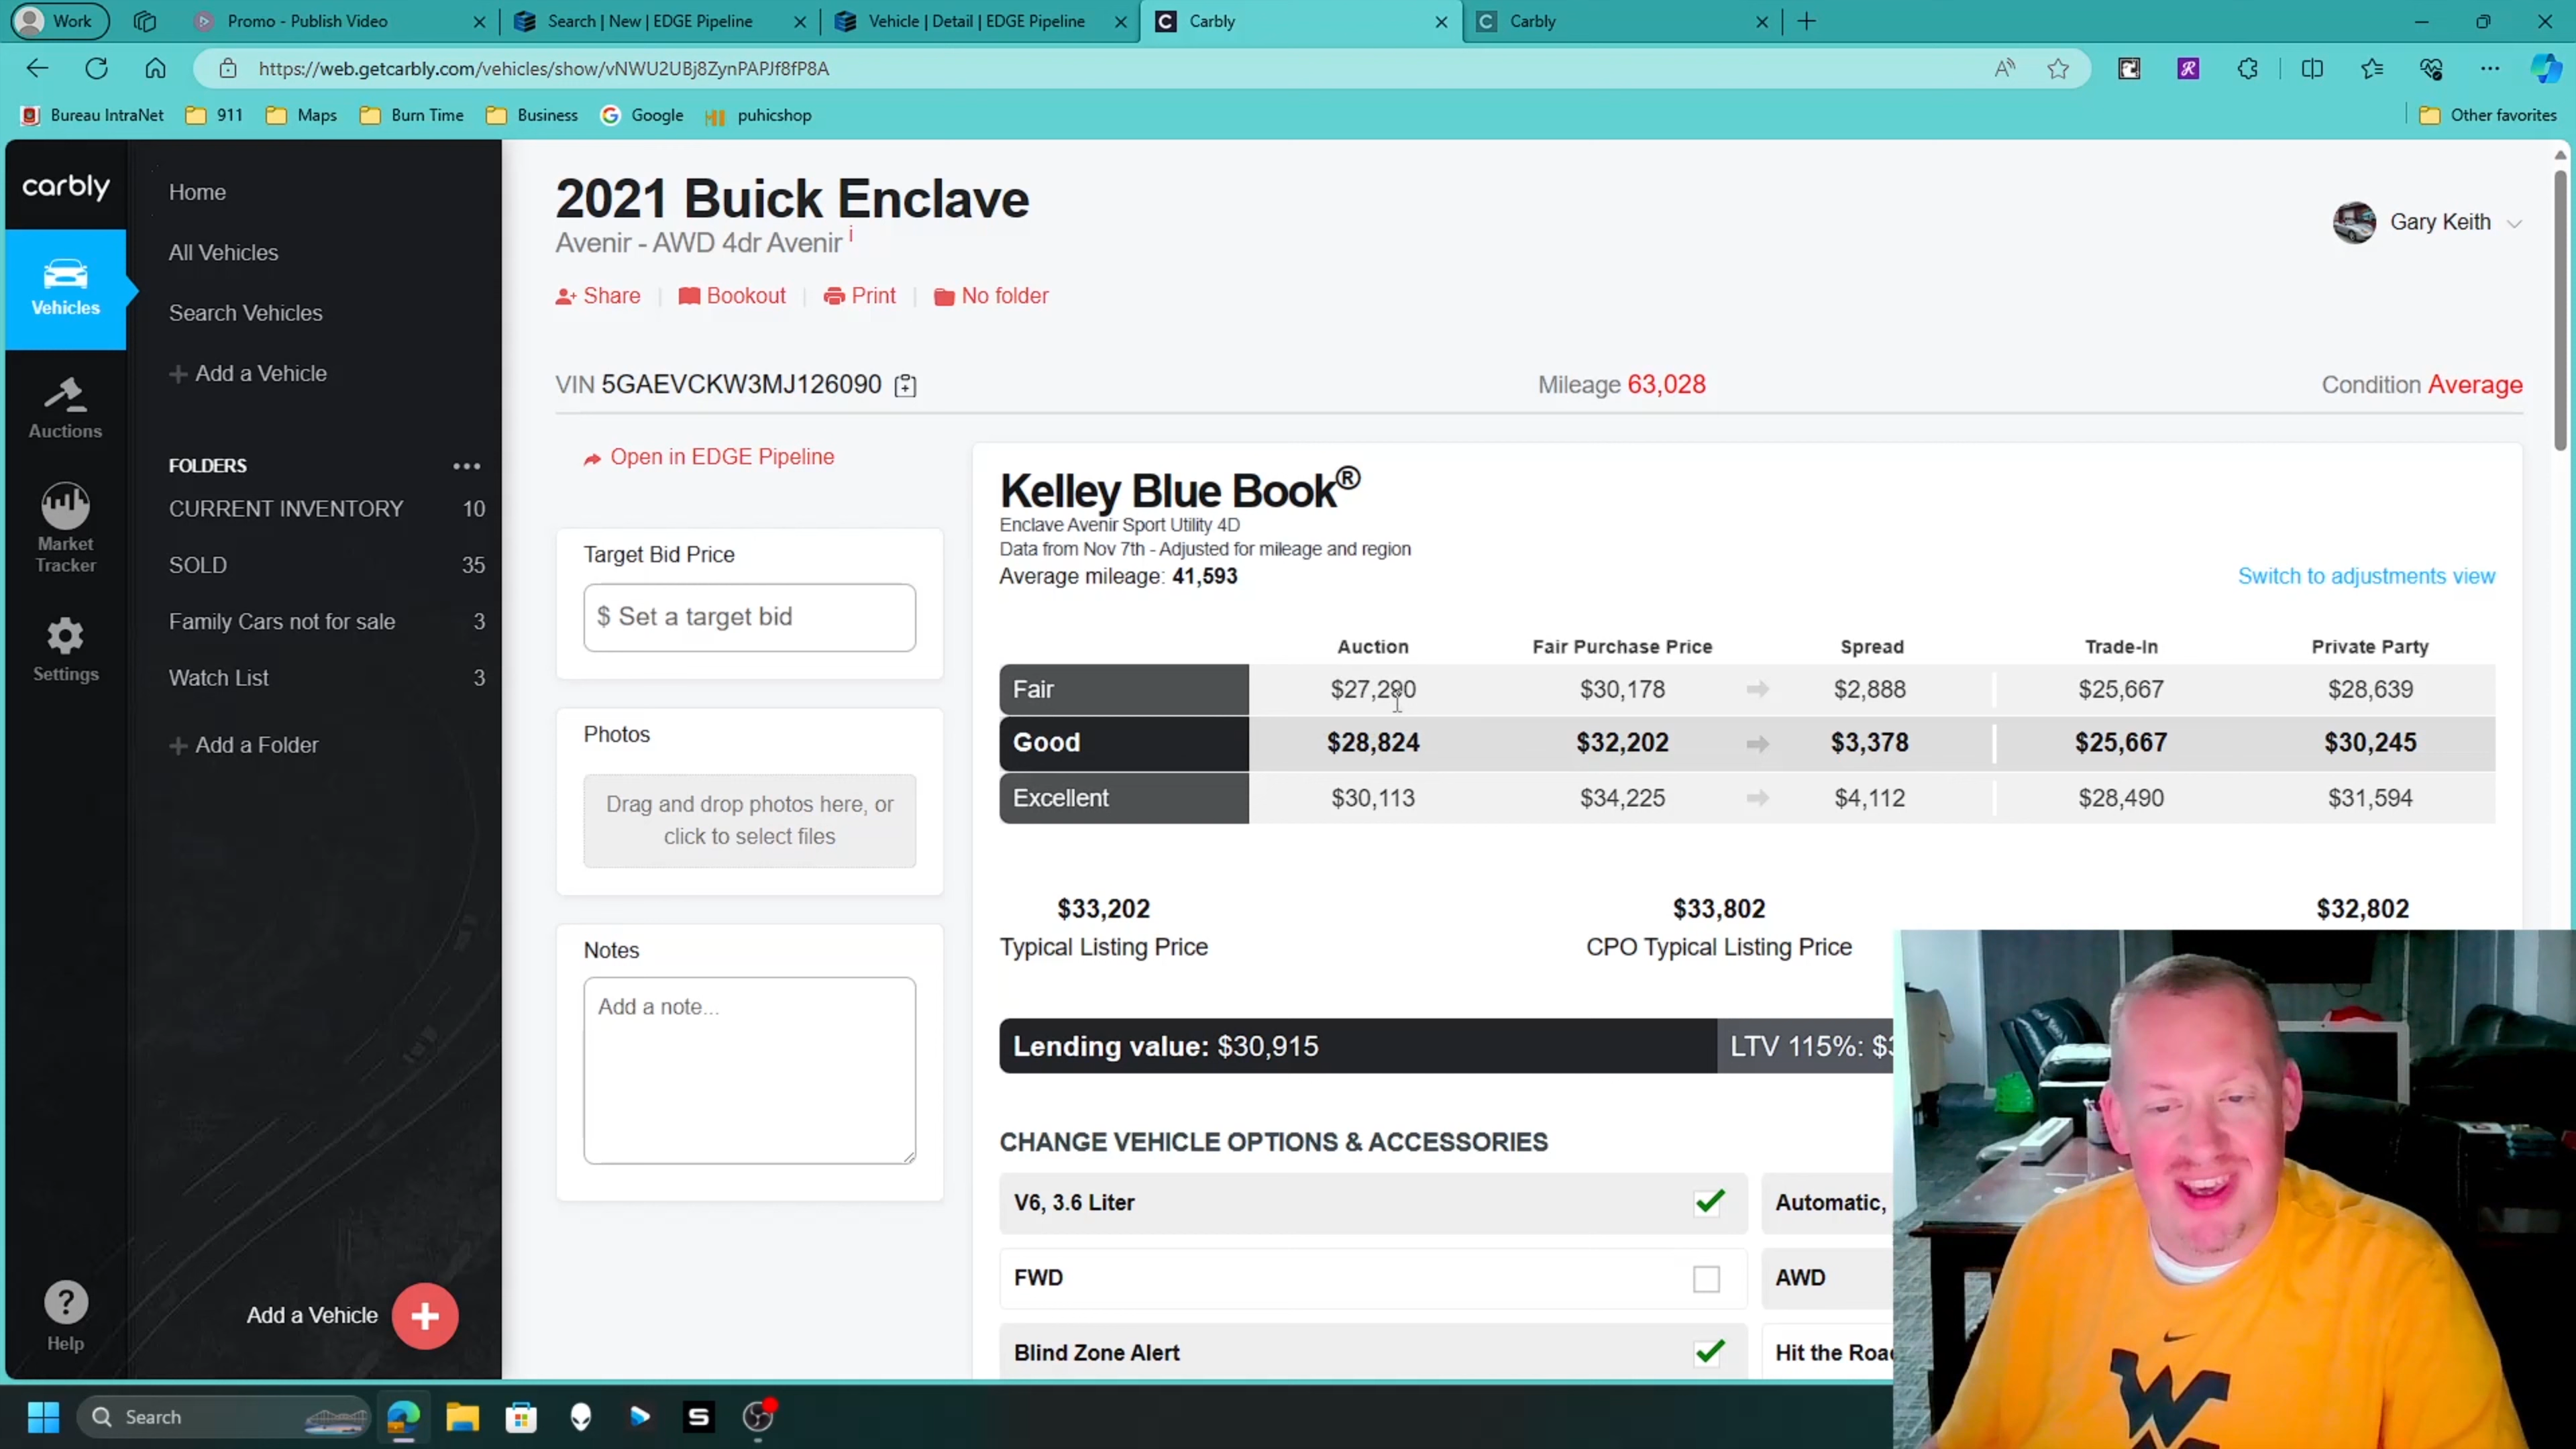 Work
Promo - Publish Video
Search | New | EDGE Pipeline
Vehicle | Detail | EDGE Pipeline
Carbly
Carbly
https://web.getcarbly.com/vehicles/show/vNWU2UBj8ZynPAPJf8fP8A
Bureau IntraNet
911
Maps
Burn Time
Business
Google
puhicshop
Other favorites
carbly
Vehicles
Auctions
Market
Tracker
Settings
Help
Home
All Vehicles
Search Vehicles
+ Add a Vehicle
FOLDERS
CURRENT INVENTORY 10
SOLD 35
Family Cars not for sale 3
Watch List 3
+ Add a Folder
Add a Vehicle
2021 Buick Enclave
Avenir - AWD 4dr Avenir i
Gary Keith
Share | Bookout | Print | No folder
VIN 5GAEVCKW3MJ126090
Mileage 63,028
Condition Average
Open in EDGE Pipeline
Target Bid Price
$ Set a target bid
Photos
Drag and drop photos here, or
click to select files
Notes
Add a note...
Kelley Blue Book®
Enclave Avenir Sport Utility 4D
Data from Nov 7th - Adjusted for mileage and region
Average mileage: 41,593
Switch to adjustments view
Auction Fair Purchase Price Spread Trade-In Private Party
Fair $27,290 $30,178 $2,888 $25,667 $28,639
Good $28,824 $32,202 $3,378 $25,667 $30,245
Excellent $30,113 $34,225 $4,112 $28,490 $31,594
$33,202 $33,802 $32,802
Typical Listing Price CPO Typical Listing Price
Lending value: $30,915 LTV 115%:
CHANGE VEHICLE OPTIONS & ACCESSORIES
V6, 3.6 Liter Automatic,
FWD AWD
Blind Zone Alert Hit the
Search